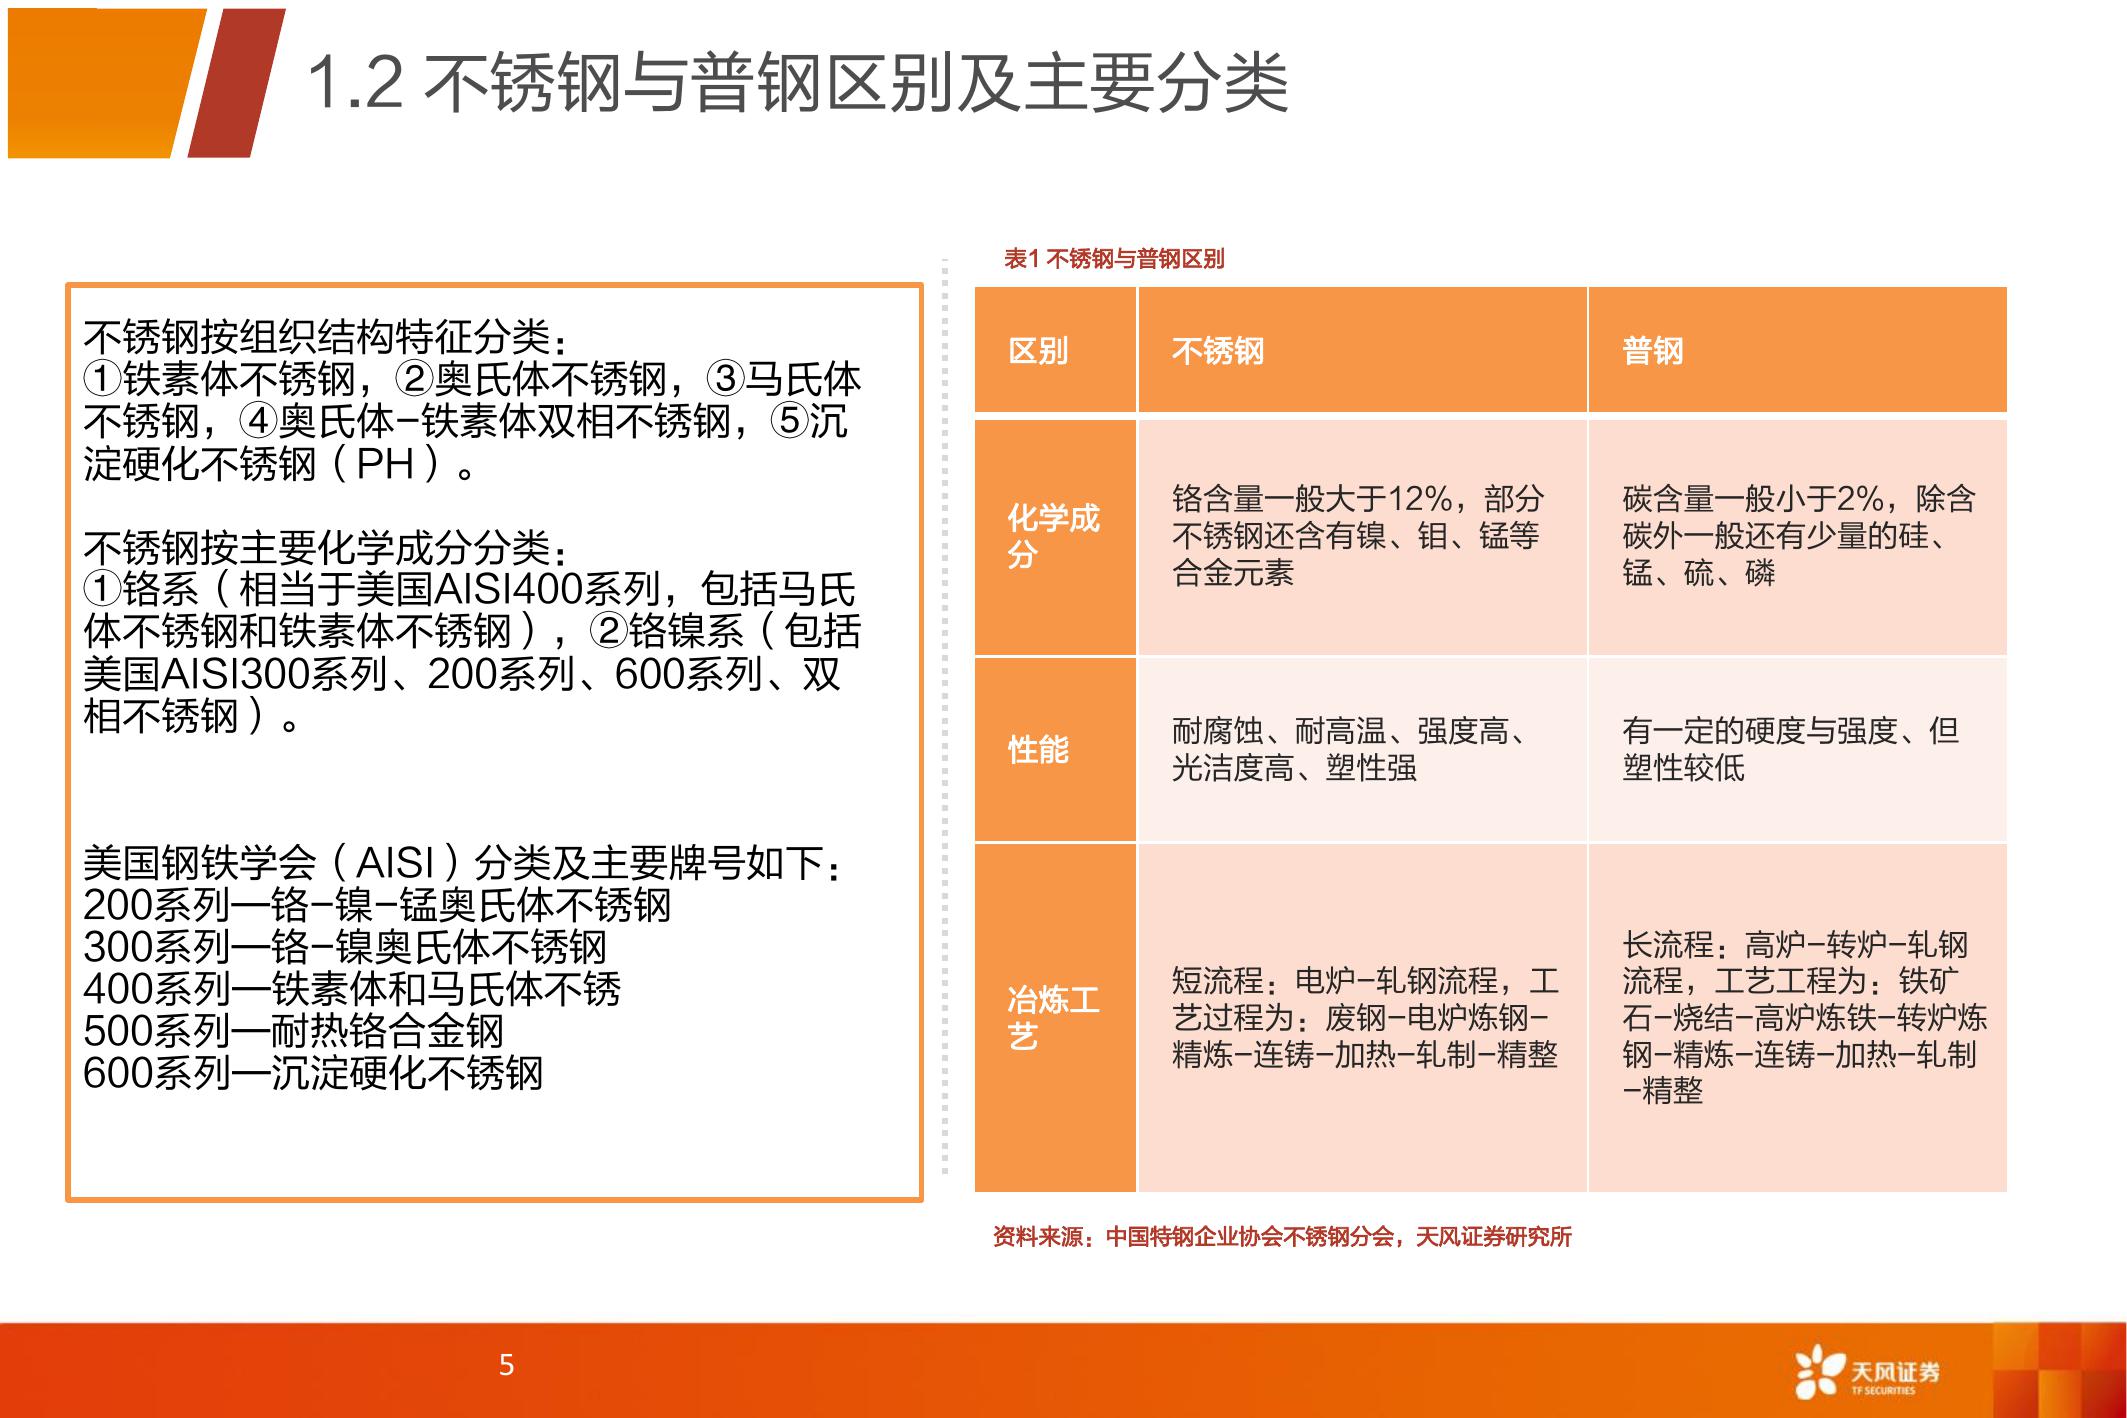 1.2 不锈钢与普钢区别及主要分类
不锈钢按组织结构特征分类：
①铁素体不锈钢，②奥氏体不锈钢，③马氏体
不锈钢，④奥氏体-铁素体双相不锈钢，⑤沉
淀硬化不锈钢（PH）。
不锈钢按主要化学成分分类：
①铬系（相当于美国AISI400系列，包括马氏
体不锈钢和铁素体不锈钢），②铬镍系（包括
美国AISI300系列、200系列、600系列、双
相不锈钢）。
美国钢铁学会（AISI）分类及主要牌号如下：
200系列—铬-镍-锰奥氏体不锈钢
300系列—铬-镍奥氏体不锈钢
400系列—铁素体和马氏体不锈
500系列—耐热铬合金钢
600系列—沉淀硬化不锈钢
表1 不锈钢与普钢区别
区别
不锈钢
普钢
化学成
分
铬含量一般大于12%，部分
不锈钢还含有镍、钼、锰等
合金元素
碳含量一般小于2%，除含
碳外一般还有少量的硅、
锰、硫、磷
性能
耐腐蚀、耐高温、强度高、
光洁度高、塑性强
有一定的硬度与强度、但
塑性较低
冶炼工
艺
短流程：电炉-轧钢流程，工
艺过程为：废钢-电炉炼钢-
精炼-连铸-加热-轧制-精整
长流程：高炉-转炉-轧钢
流程，工艺工程为：铁矿
石-烧结-高炉炼铁-转炉炼
钢-精炼-连铸-加热-轧制
-精整
资料来源：中国特钢企业协会不锈钢分会，天风证券研究所
5
天风证券
TF SECURITIES